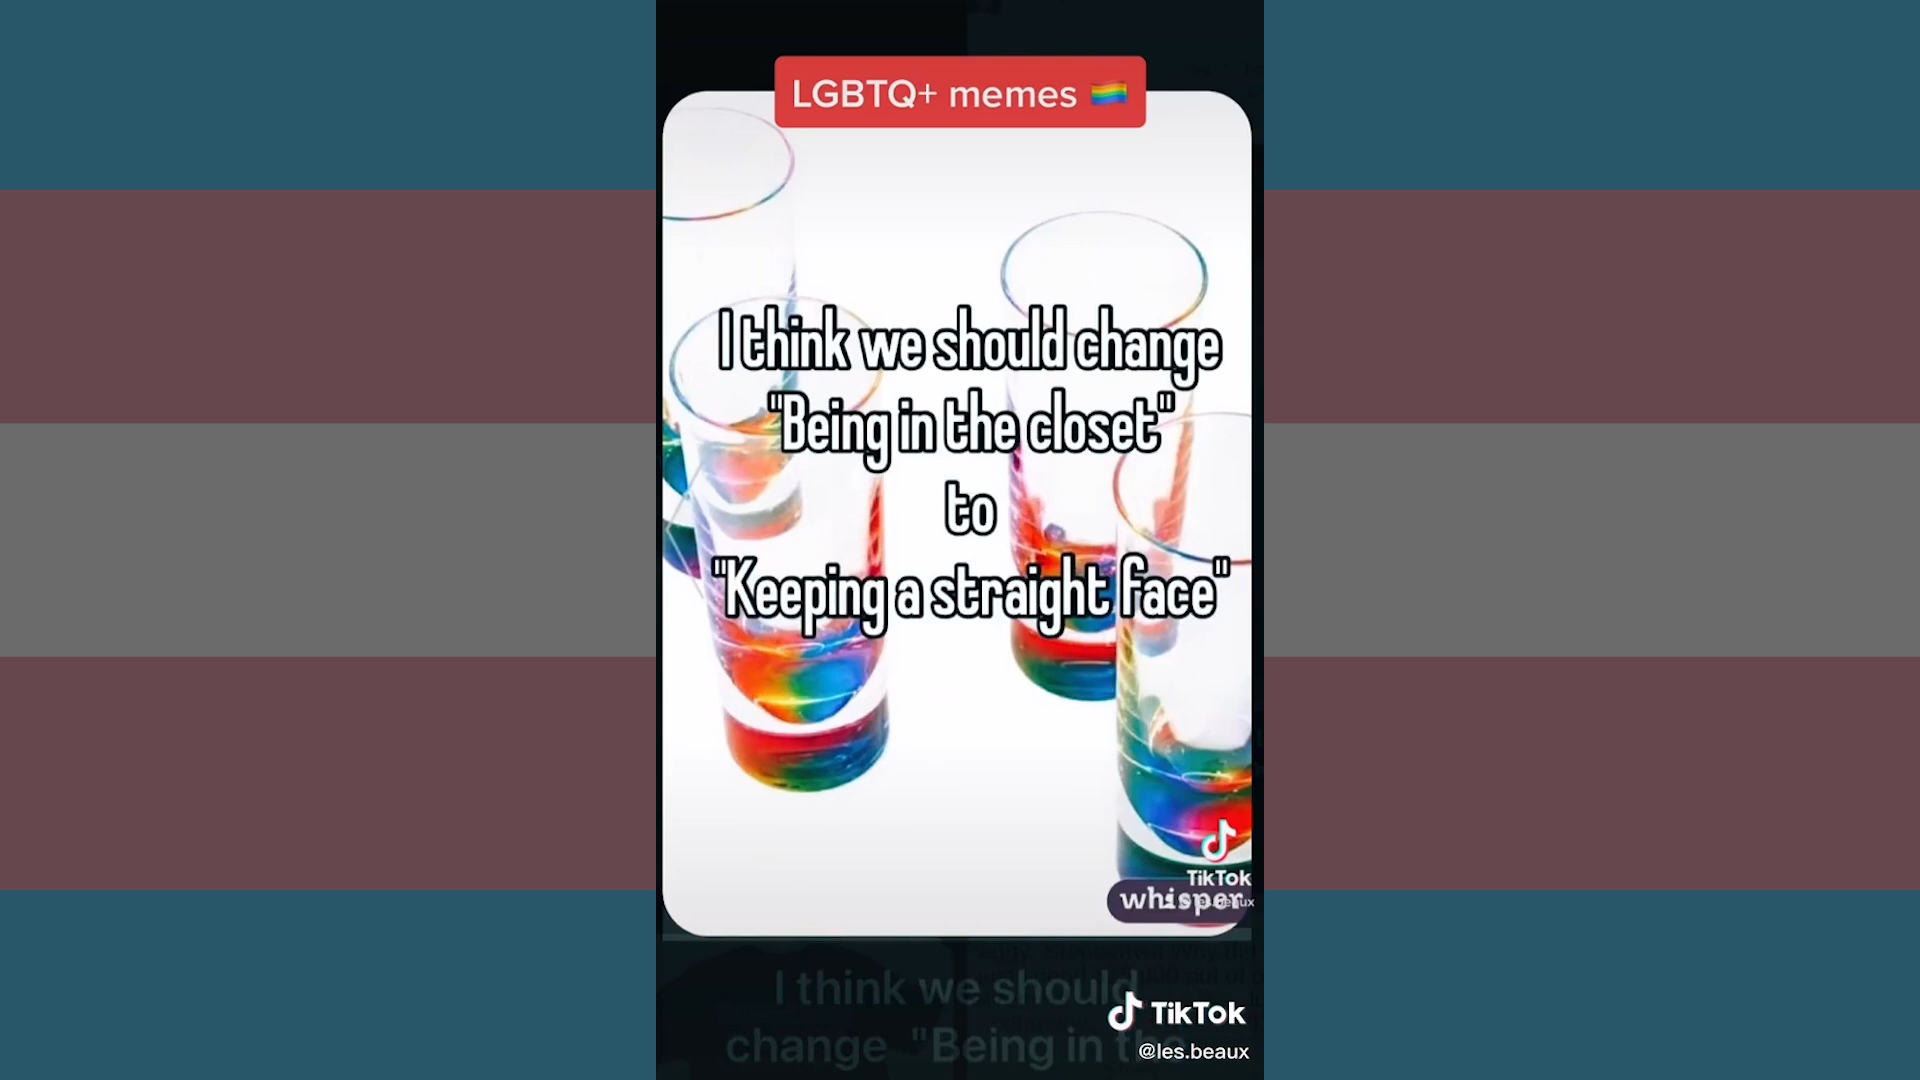 LGBTQ+ memes 🏳️‍🌈
I think we should change
"Being in the closet"
to
"Keeping a straight face"
TikTok
whisper
I think we should
change "Being in the
TikTok
@les.beaux